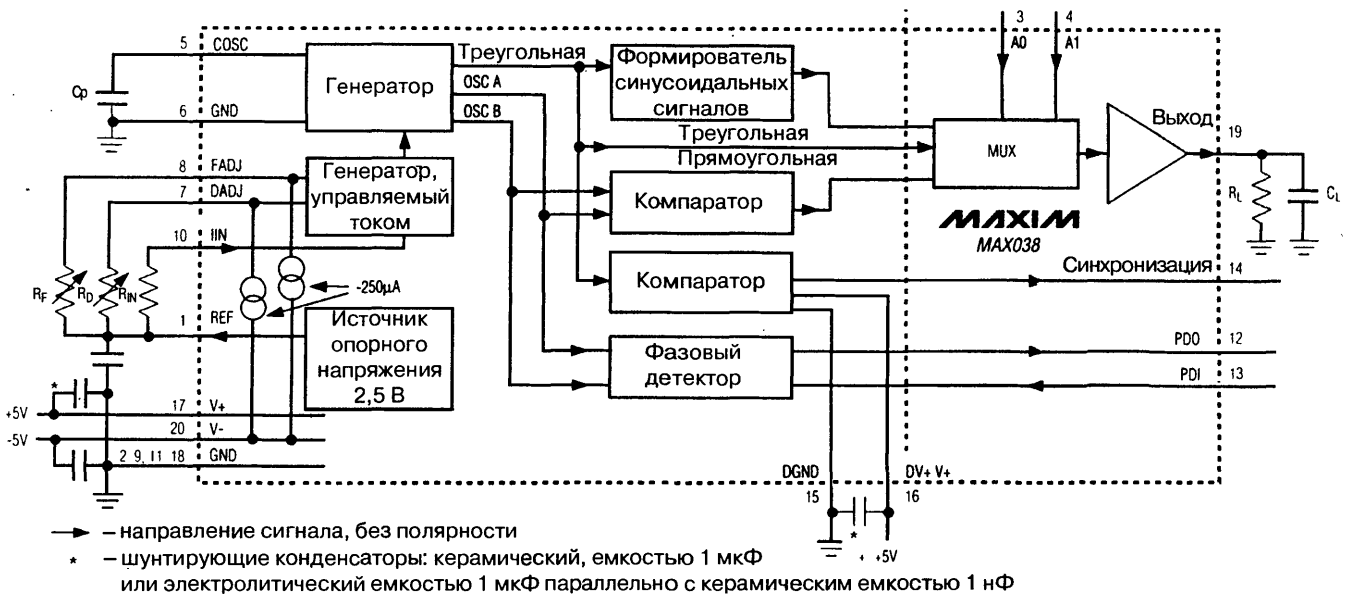 3 4
A0 A1
5 COSC
Генератор
Треугольная
OSC A
OSC B
Формирователь
синусоидальных
сигналов
Cр
6 GND
Треугольная
Прямоугольная
MUX
Выход
19
RL
CL
8 FADJ
7 DADJ
10 IIN
Генератор,
управляемый
током
Компаратор
MAXIM
MAX038
RF
RD
RIN
-250µA
Компаратор
Синхронизация 14
1 REF
Источник
опорного
напряжения
2,5 В
Фазовый
детектор
PDO 12
PDI 13
*
+5V
17 V+
-5V
20 V-
2 9, 11 18 GND
DGND
DV+ V+
15
16
*
+ +5V
– направление сигнала, без полярности
* – шунтирующие конденсаторы: керамический, емкостью 1 мкФ
или электролитический емкостью 1 мкФ параллельно с керамическим емкостью 1 нФ